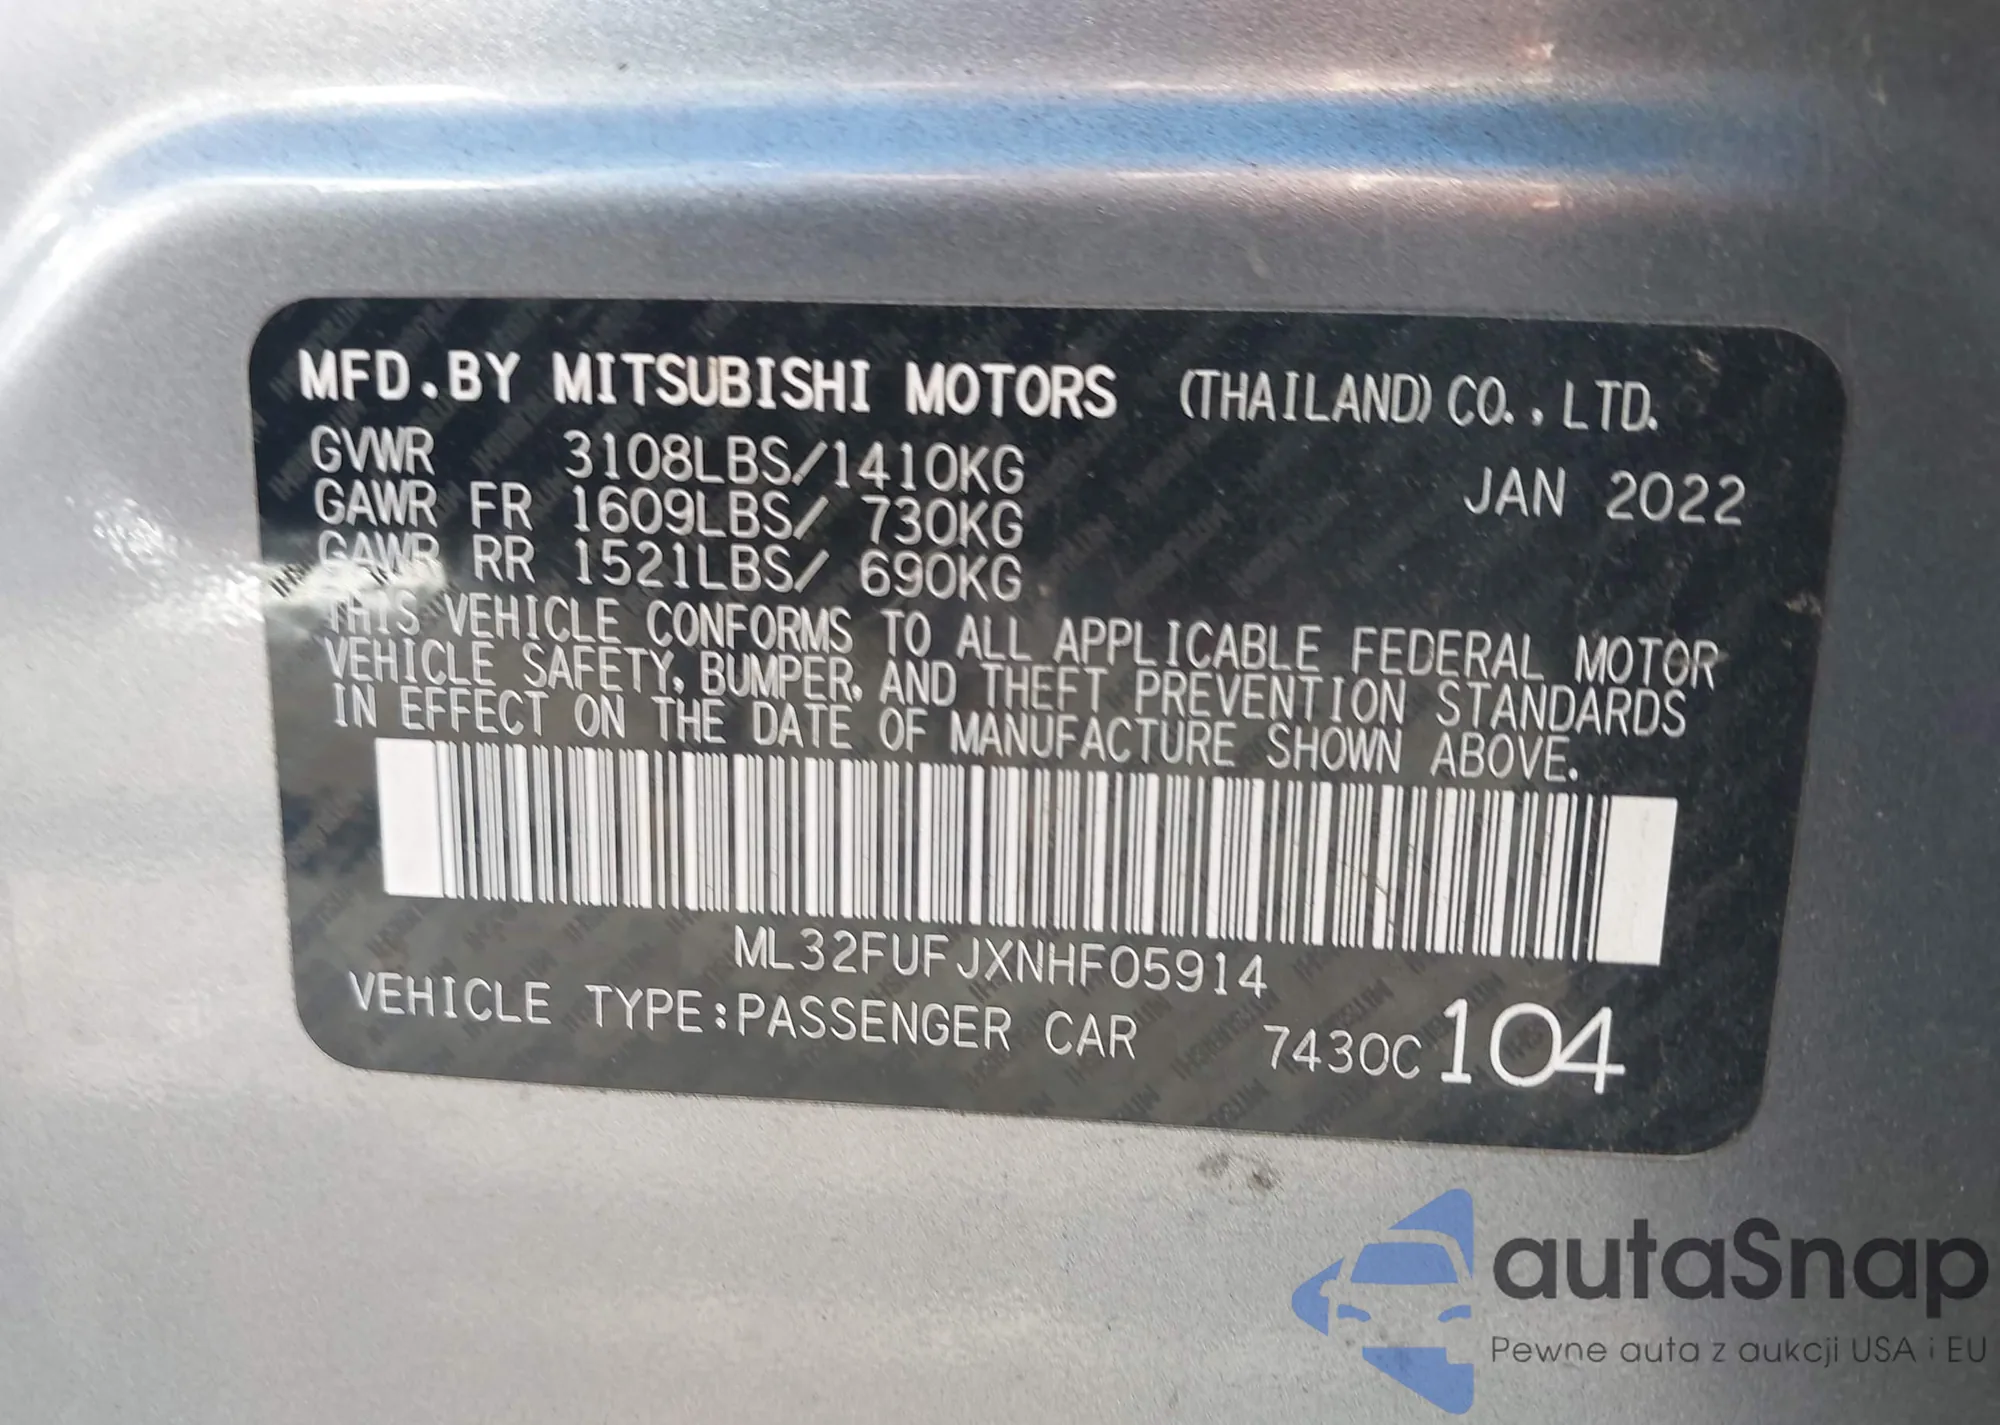 MFD.BY MITSUBISHI MOTORS (THAILAND) CO., LTD.
GVWR 3108LBS/1410KG JAN 2022
GAWR FR 1609LBS/ 730KG
GAWR RR 1521LBS/ 690KG
THIS VEHICLE CONFORMS TO ALL APPLICABLE FEDERAL MOTOR
VEHICLE SAFETY, BUMPER, AND THEFT PREVENTION STANDARDS
IN EFFECT ON THE DATE OF MANUFACTURE SHOWN ABOVE.
ML32FUFJXNHF05914
VEHICLE TYPE:PASSENGER CAR 7430C 104
autaSnap
Pewne auta z aukcji USA i EU